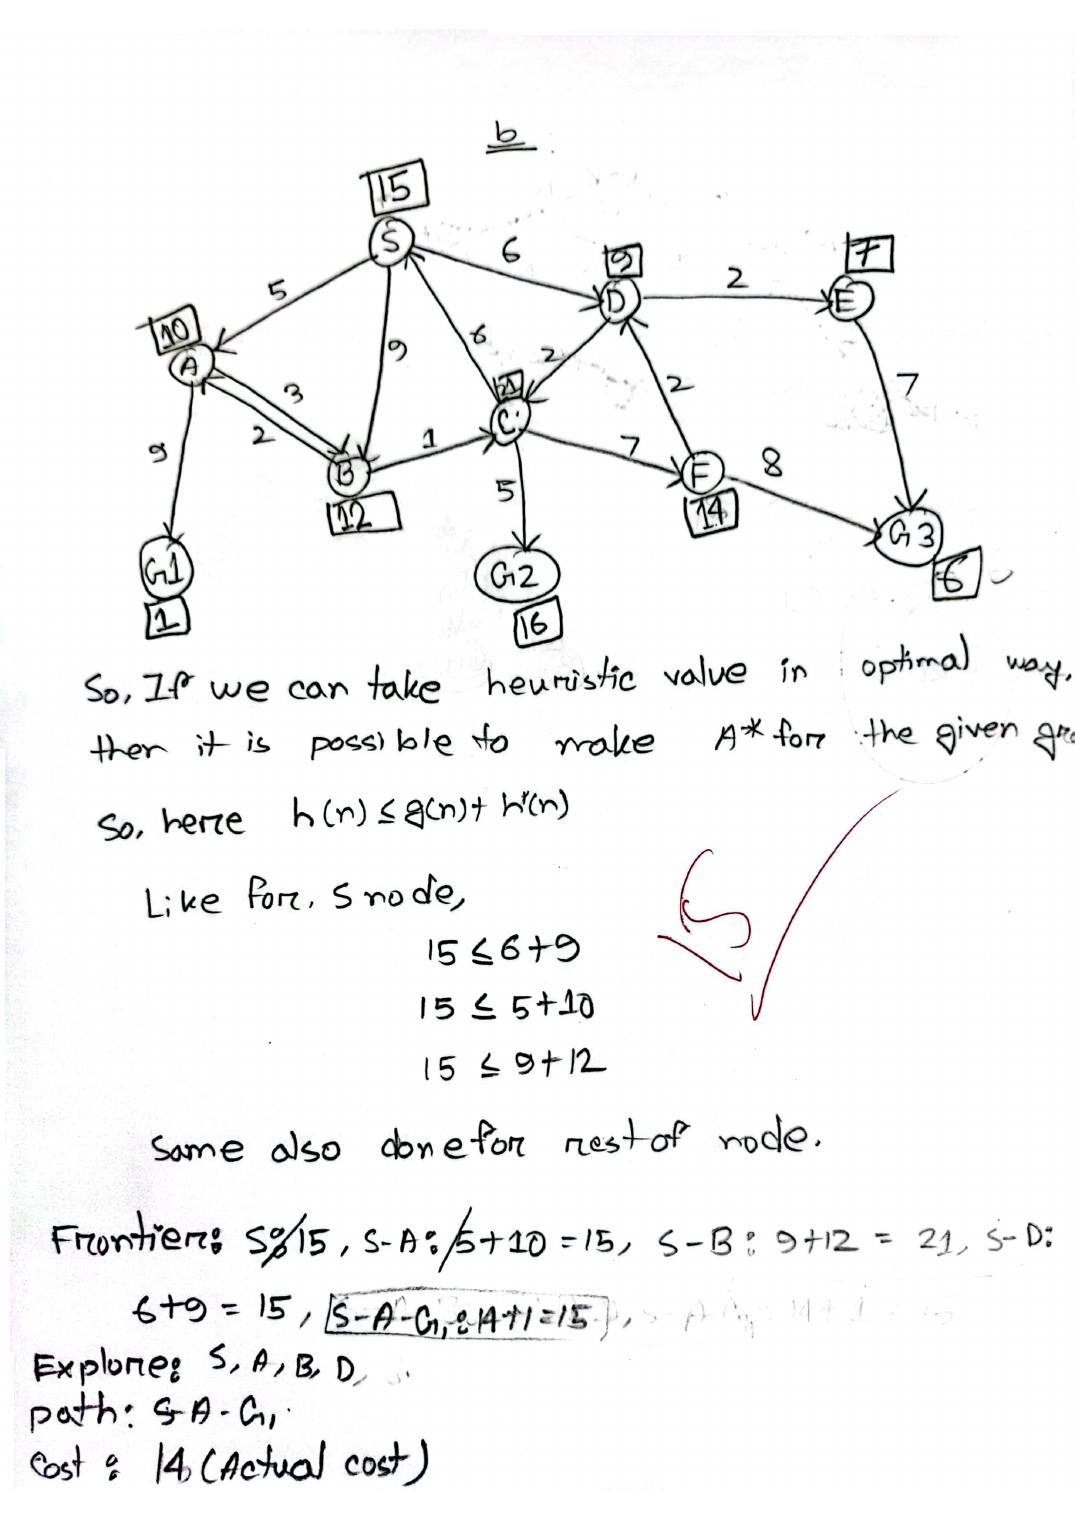 b
15
S
6
9
7
2
D
E
5
10
A
9
6
2
21
C
2
7
3
2
1
7
8
9
B
F
12
5
14
G3
G1
G2
6
1
16
So, If we can take heuristic value in optimal way,
then it is possible to make A* for the given gra
So, here h(n) ≤ g(n) + h'(n)
Like for, S node,
15 ≤ 6+9
15 ≤ 5+10
15 ≤ 9+12
15
Same also done for rest of node.
Frontier: S:15, S-A: 5+10 = 15, S-B: 9+12 = 21, S-D:
6+9 = 15, S-A-G1: 14+1=15,
Explore: S, A, B, D,
path: S-A-G1.
Cost: 14 (Actual cost)